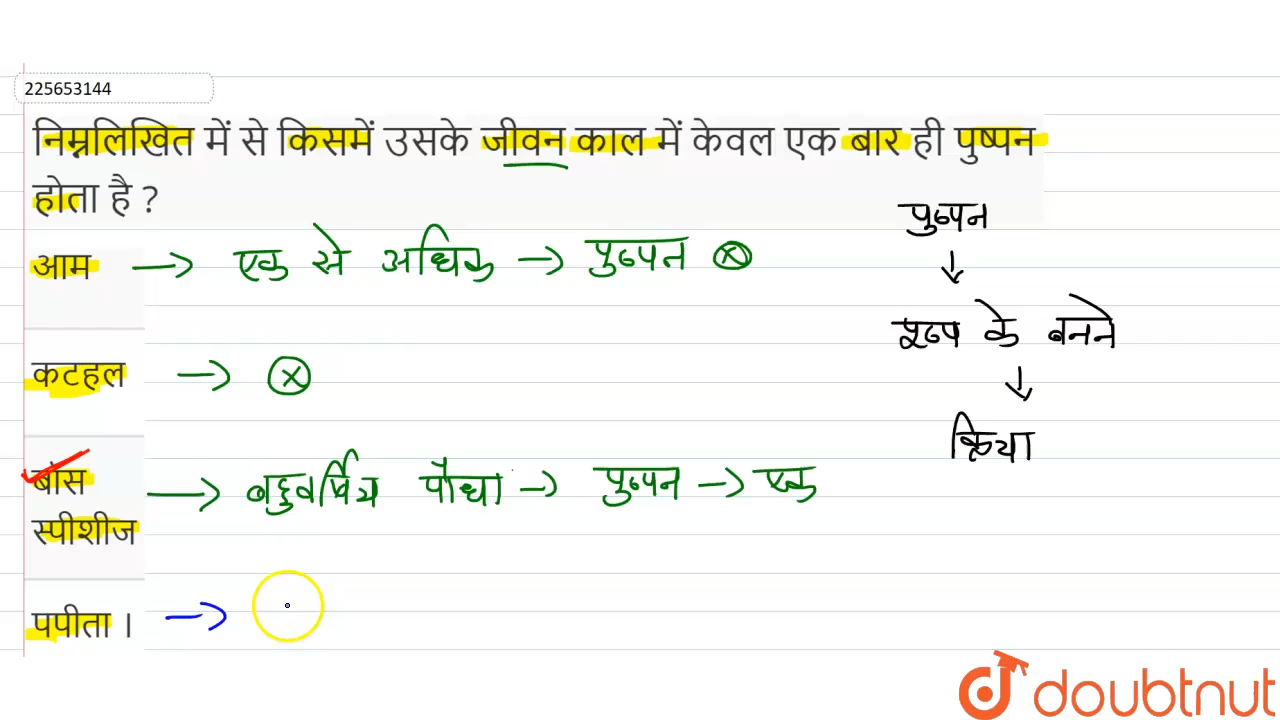 225653144
निम्नलिखित में से किसमें उसके जीवन काल में केवल एक बार ही पुष्पन
होता है ?
पुष्पन
आम → एक से अधिक → पुष्पन ⊗
↓
पुष्प के बनने
कटहल → ⊗
↓
क्रिया
बांस → बहुवर्षिय पौधा → पुष्पन → एक
स्पीशीज
पपीता । →
doubtnut